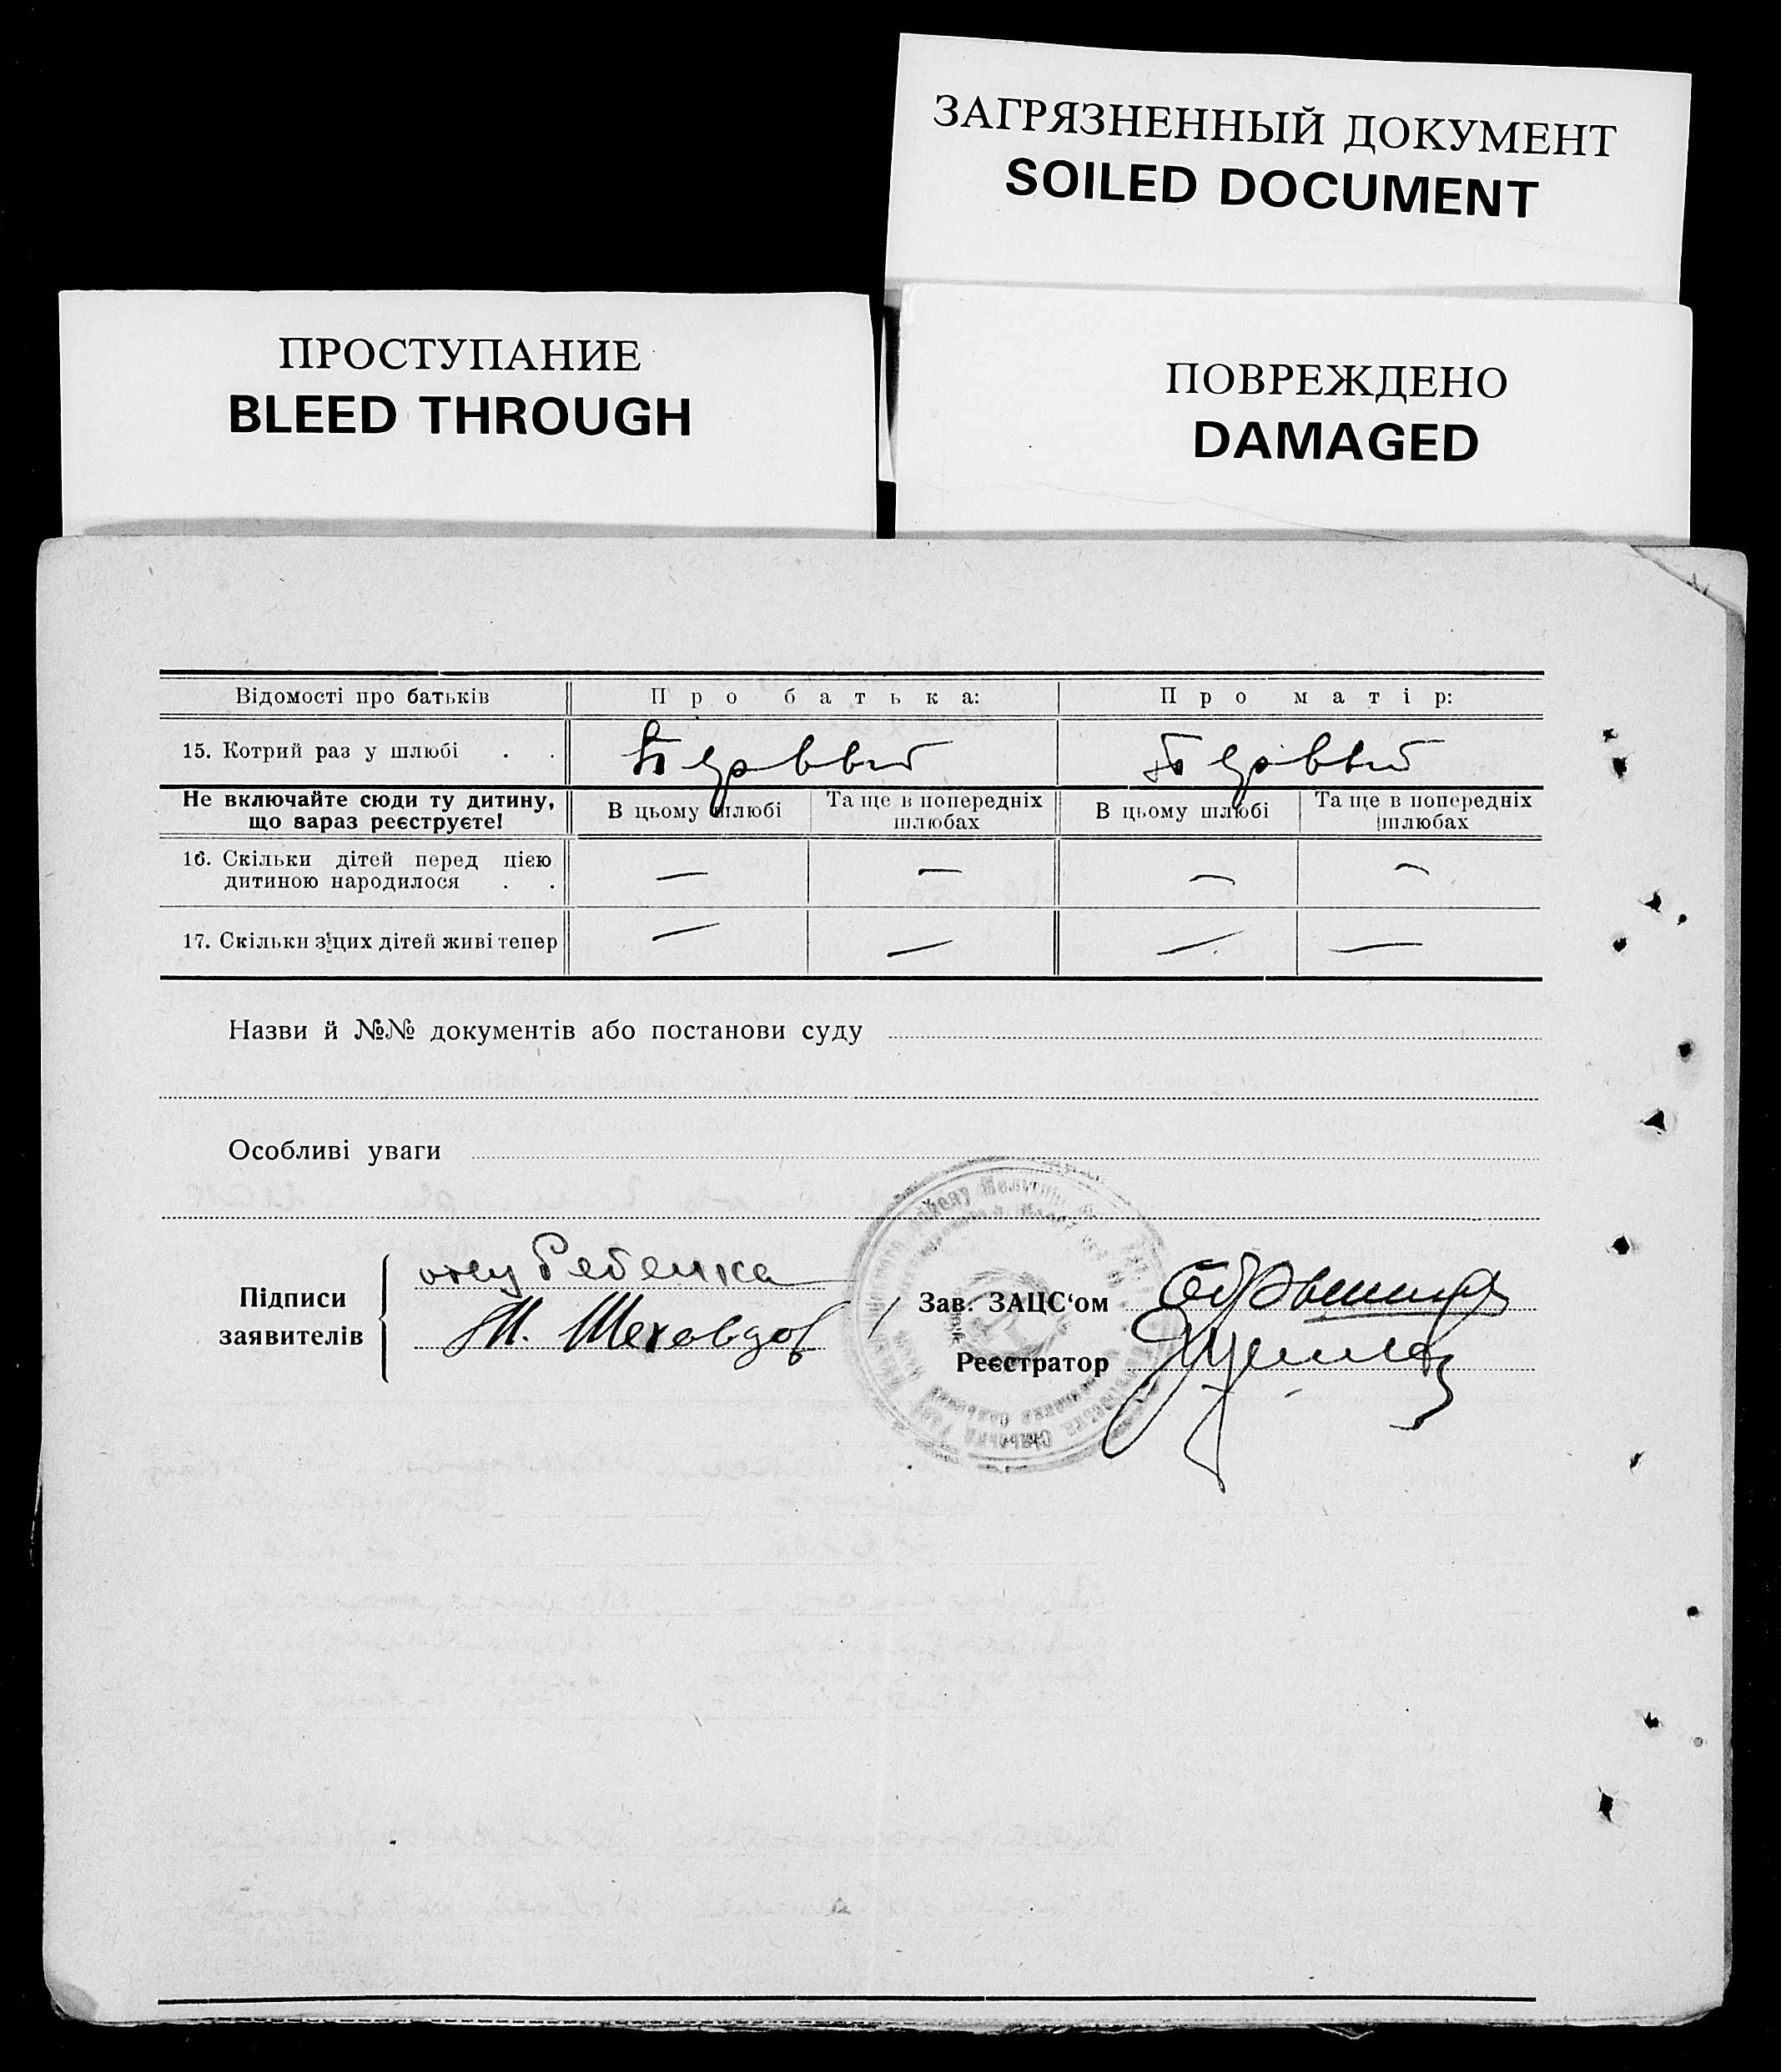 ЗАГРЯЗНЕННЫЙ ДОКУМЕНТ
SOILED DOCUMENT
ПРОСТУПАНИЕ
BLEED THROUGH
ПОВРЕЖДЕНО
DAMAGED
Відомості про батьків Про батька: Про матір:
15. Котрий раз у шлюбі . . Первый Первый
Не включайте сюди ту дитину, що вараз реєструєте! В цьому шлюбі Та ще в попередніх шлюбах В цьому шлюбі Та ще в попередніх шлюбах
16. Скільки дітей перед цією дитиною народилося . . — — — —
17. Скільки з цих дітей живі тепер — — — —
Назви й №№ документів або постанови суду
Особливі уваги
Підписи заявителів
отец Ребенка
М. Меховдов
Зав. ЗАЦС‘ом
Реєстратор